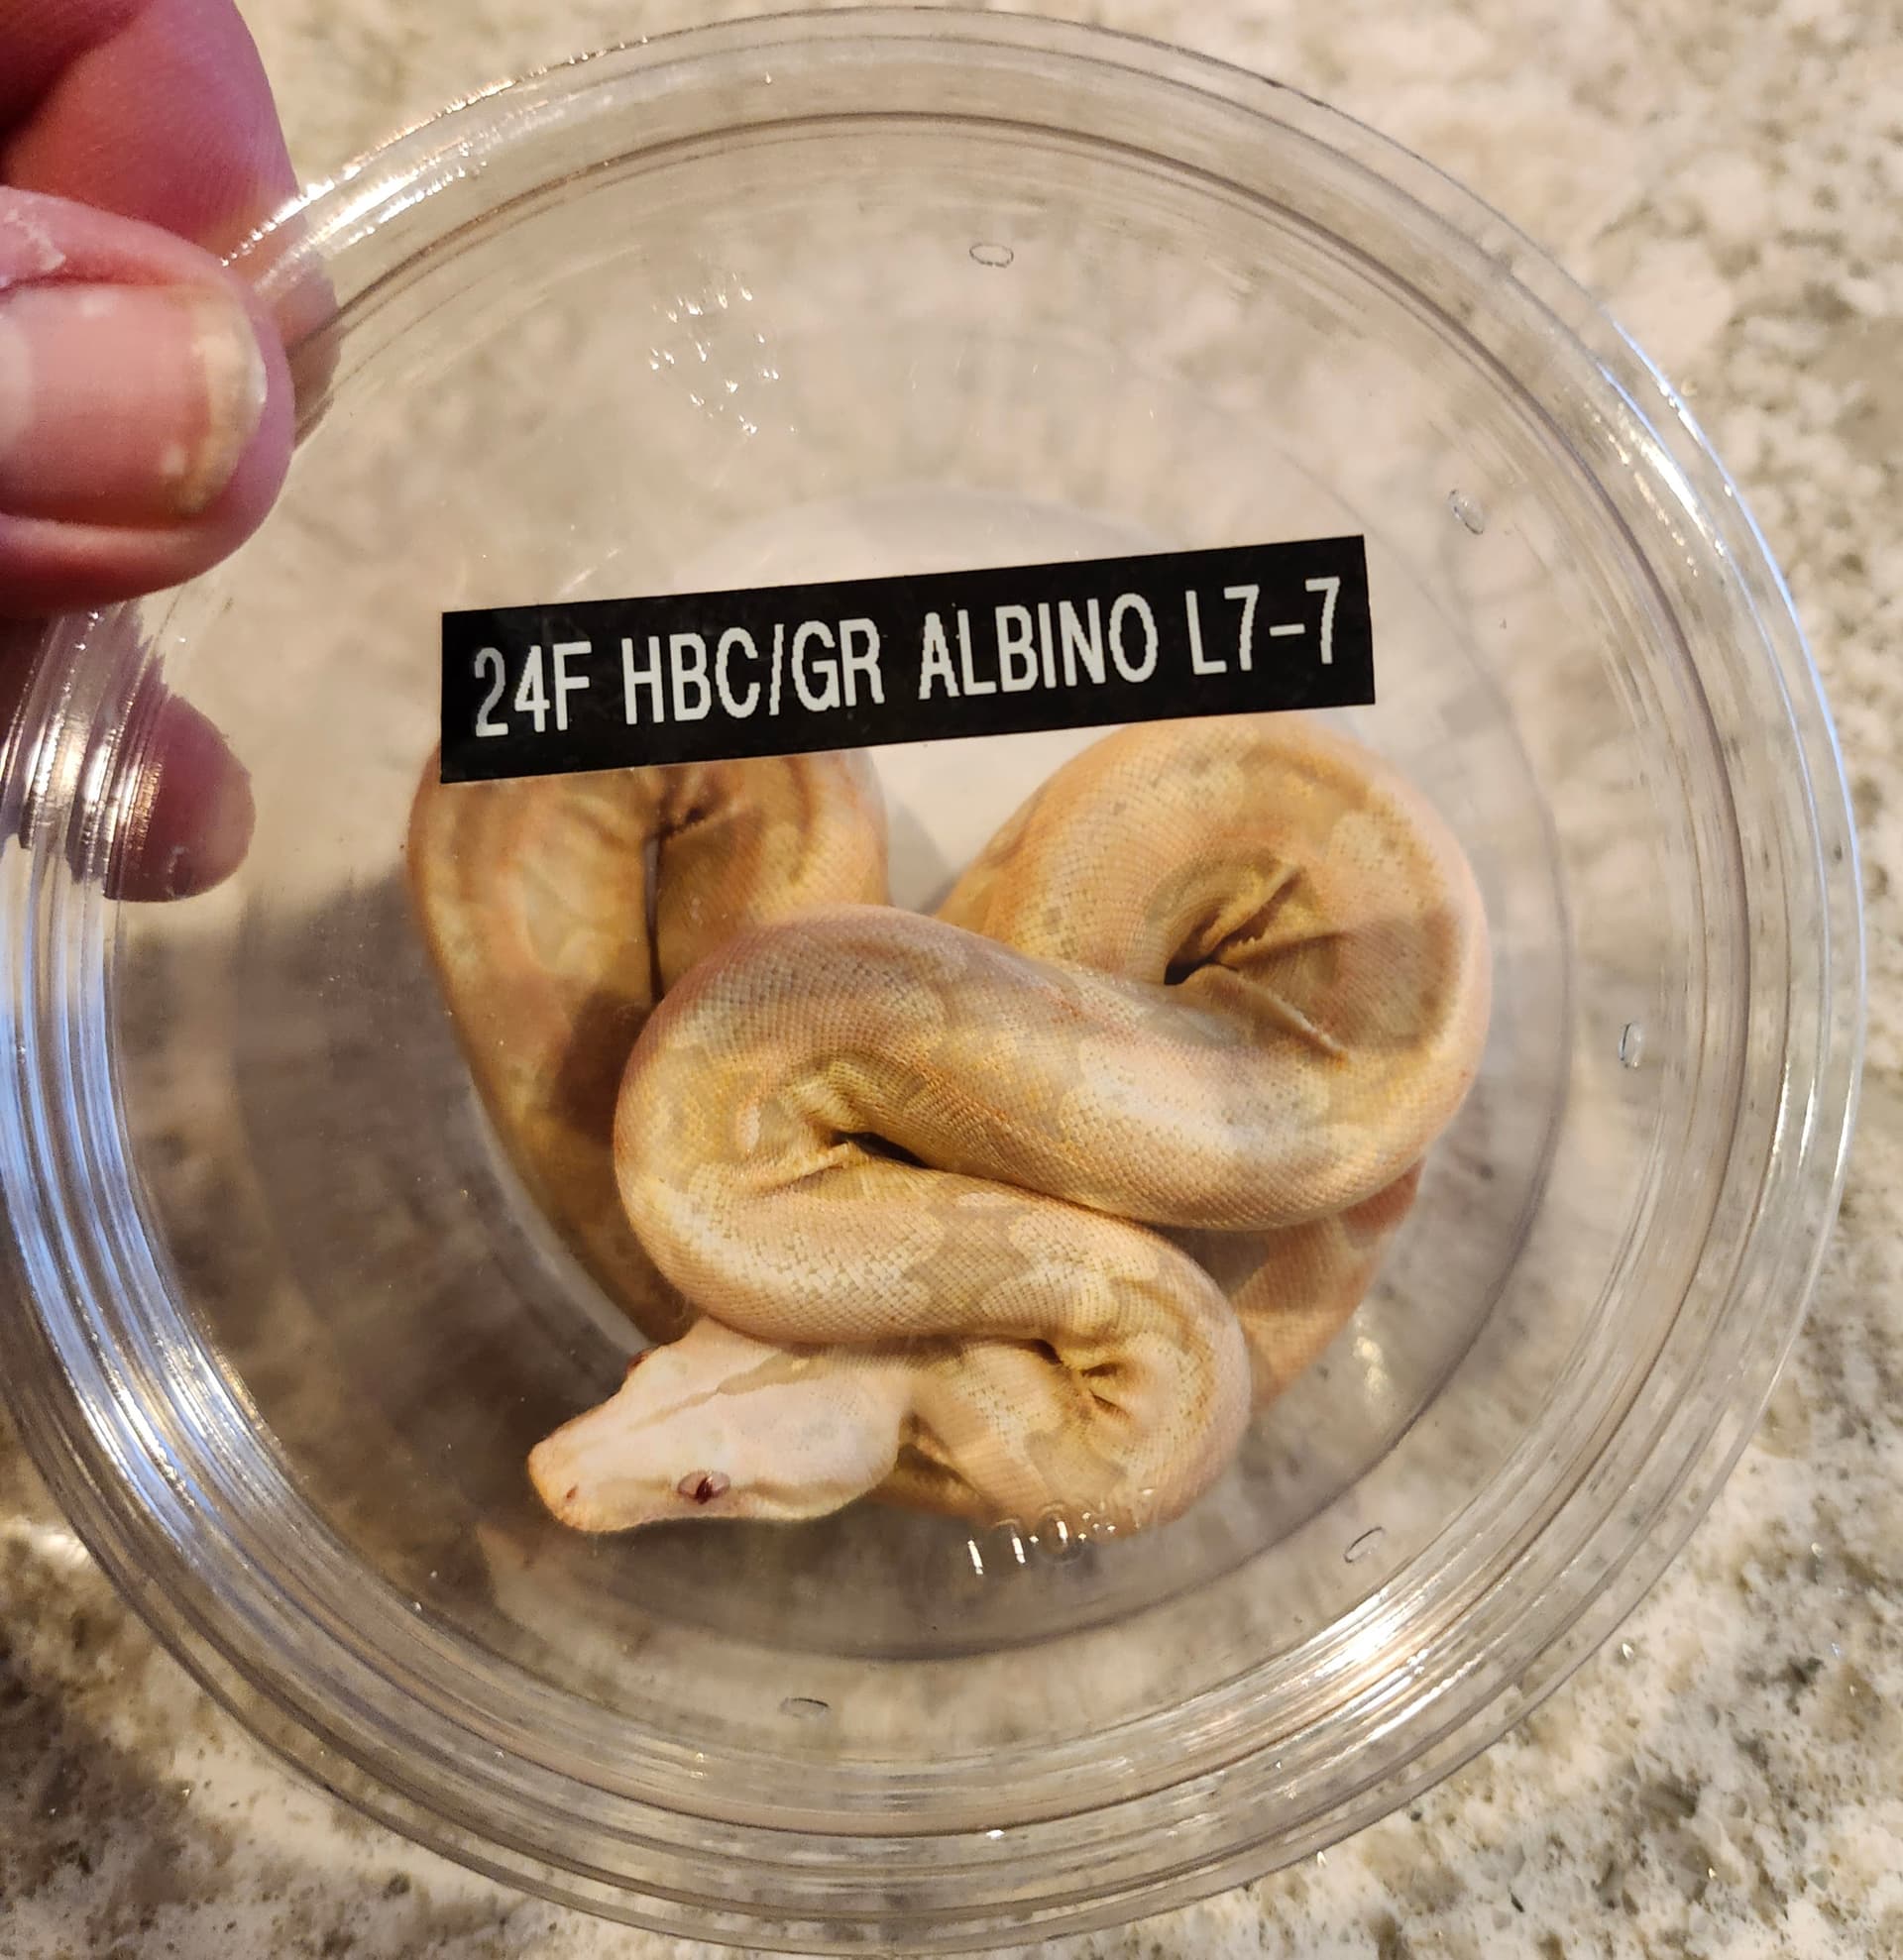 24F HBC/GR ALBINO L7-7